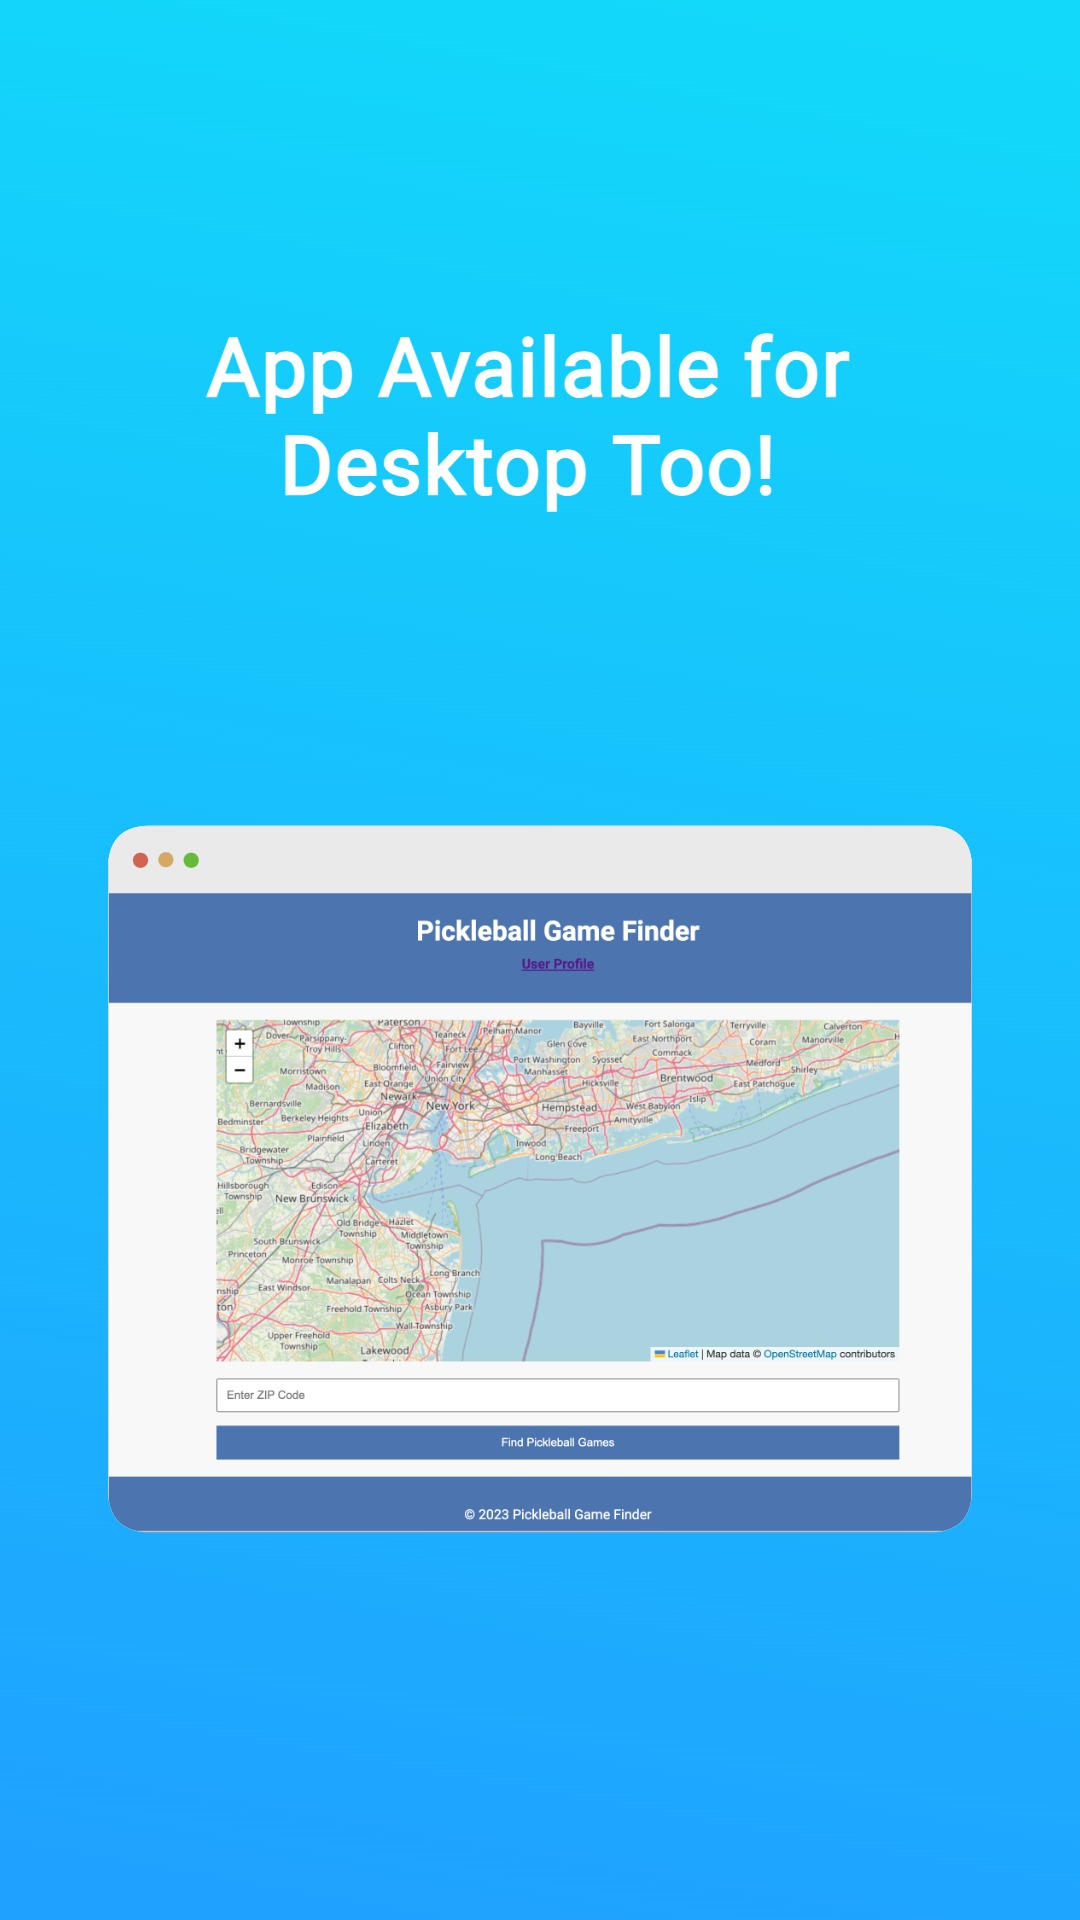 App Available for
Desktop Too!
Pickleball Game Finder
User Profile
+
−
Township
Paterson
Teaneck
Pelham Manor
Bayville
Fort Salonga
Terryville
Calverton
Dover
Parsippany-
Troy Hills
Clifton
Fort Lee
Glen Cove
East Northport
Coram
Manorville
Bloomfield
Fairview
Port Washington
Syosset
Commack
Medford
Morristown
East Orange
Union City
Manhasset
Hicksville
Brentwood
East Patchogue
Shirley
Madison
Newark
New York
Hempstead
West Babylon
Islip
Bernardsville
Union
Amityville
Bedminster
Berkeley Heights
Elizabeth
Freeport
Plainfield
Linden
Inwood
Bridgewater
Township
Carteret
Long Beach
Hillsborough
Township
Edison
New Brunswick
Old Bridge
Township
Hazlet
Middletown
Township
South Brunswick
Princeton
Monroe Township
Long Branch
East Windsor
Manalapan
Colts Neck
Ocean Township
Freehold Township
Asbury Park
Wall Township
Upper Freehold
Township
Lakewood
Leaflet | Map data © OpenStreetMap contributors
Enter ZIP Code
Find Pickleball Games
© 2023 Pickleball Game Finder